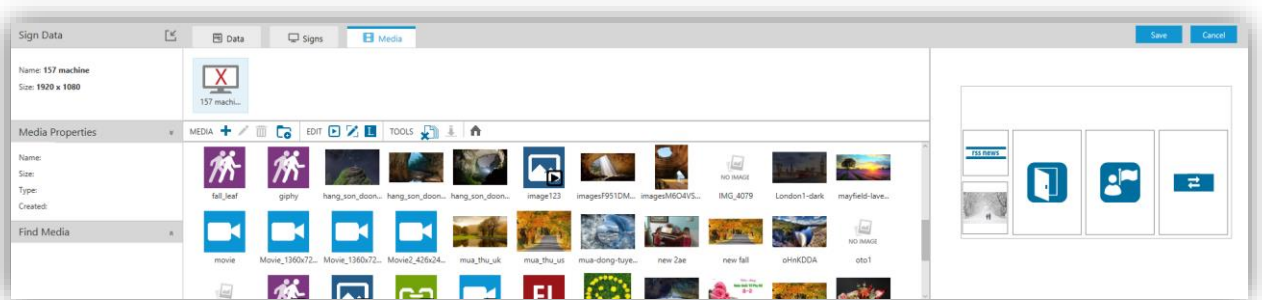 Sign Data
Data
Signs
Media
Save
Cancel
Name: 157 machine
Size: 1920 x 1080
157 machi...
Media Properties
MEDIA
EDIT
TOOLS
Name:
Size:
Type:
Created:
Find Media
fall_leaf
giphy
hang_son_doon...
hang_son_doon...
hang_son_doon...
image123
imagesF951DM...
imagesM6O4VS...
NO IMAGE
IMG_4079
London1-dark
mayfield-lave...
movie
Movie_1360x72...
Movie_1360x72...
Movie2_426x24...
mua_thu_uk
mua_thu_us
mua-dong-tuye...
new 2ae
new fall
oHnKDDA
NO IMAGE
oto1
rss news